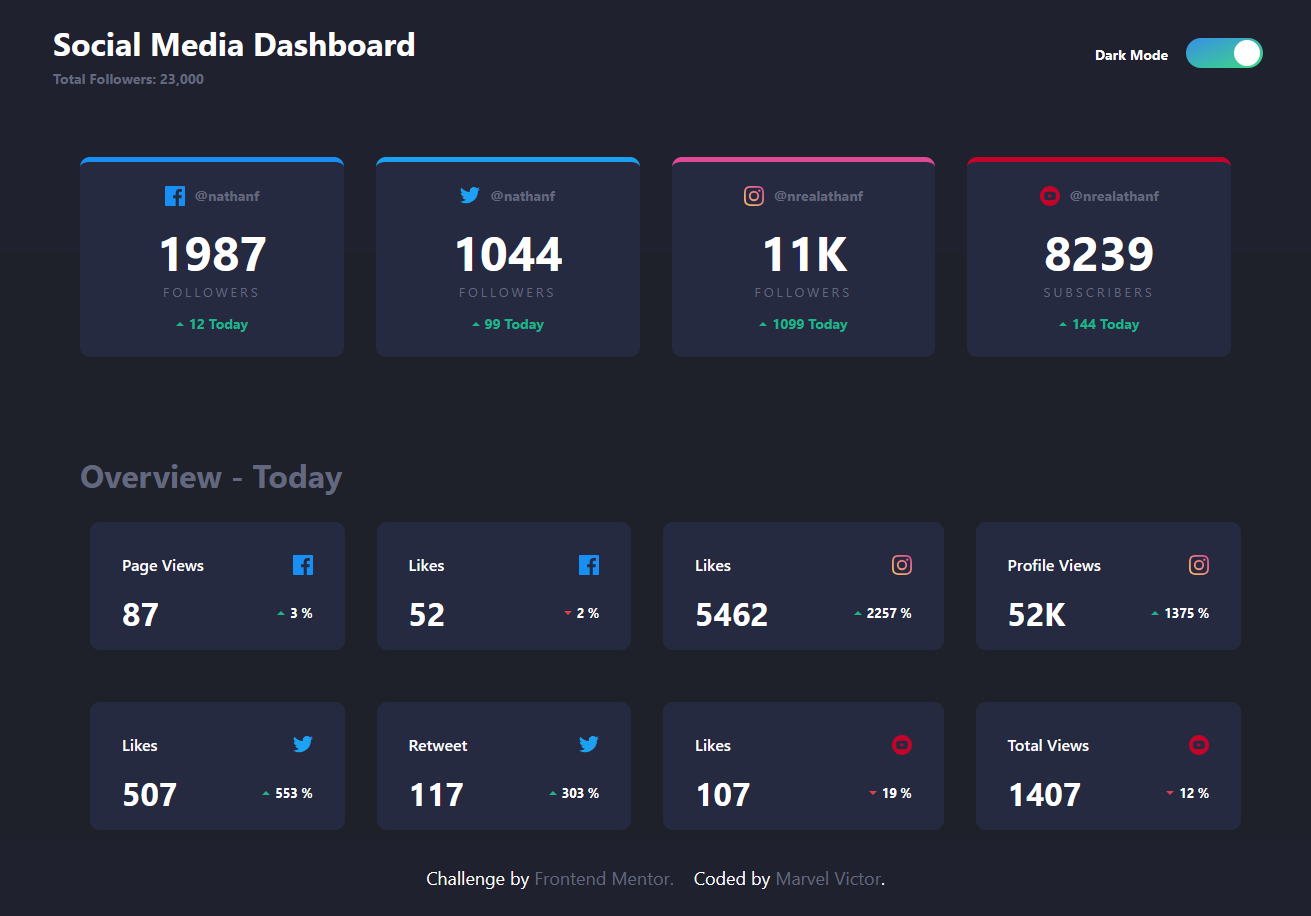 Social Media Dashboard
Total Followers: 23,000
Dark Mode
@nathanf
1987
FOLLOWERS
12 Today
@nathanf
1044
FOLLOWERS
99 Today
@nrealathanf
11K
FOLLOWERS
1099 Today
@nrealathanf
8239
SUBSCRIBERS
144 Today
Overview - Today
Page Views
87
3 %
Likes
52
2 %
Likes
5462
2257 %
Profile Views
52K
1375 %
Likes
507
553 %
Retweet
117
303 %
Likes
107
19 %
Total Views
1407
12 %
Challenge by Frontend Mentor. Coded by Marvel Victor.